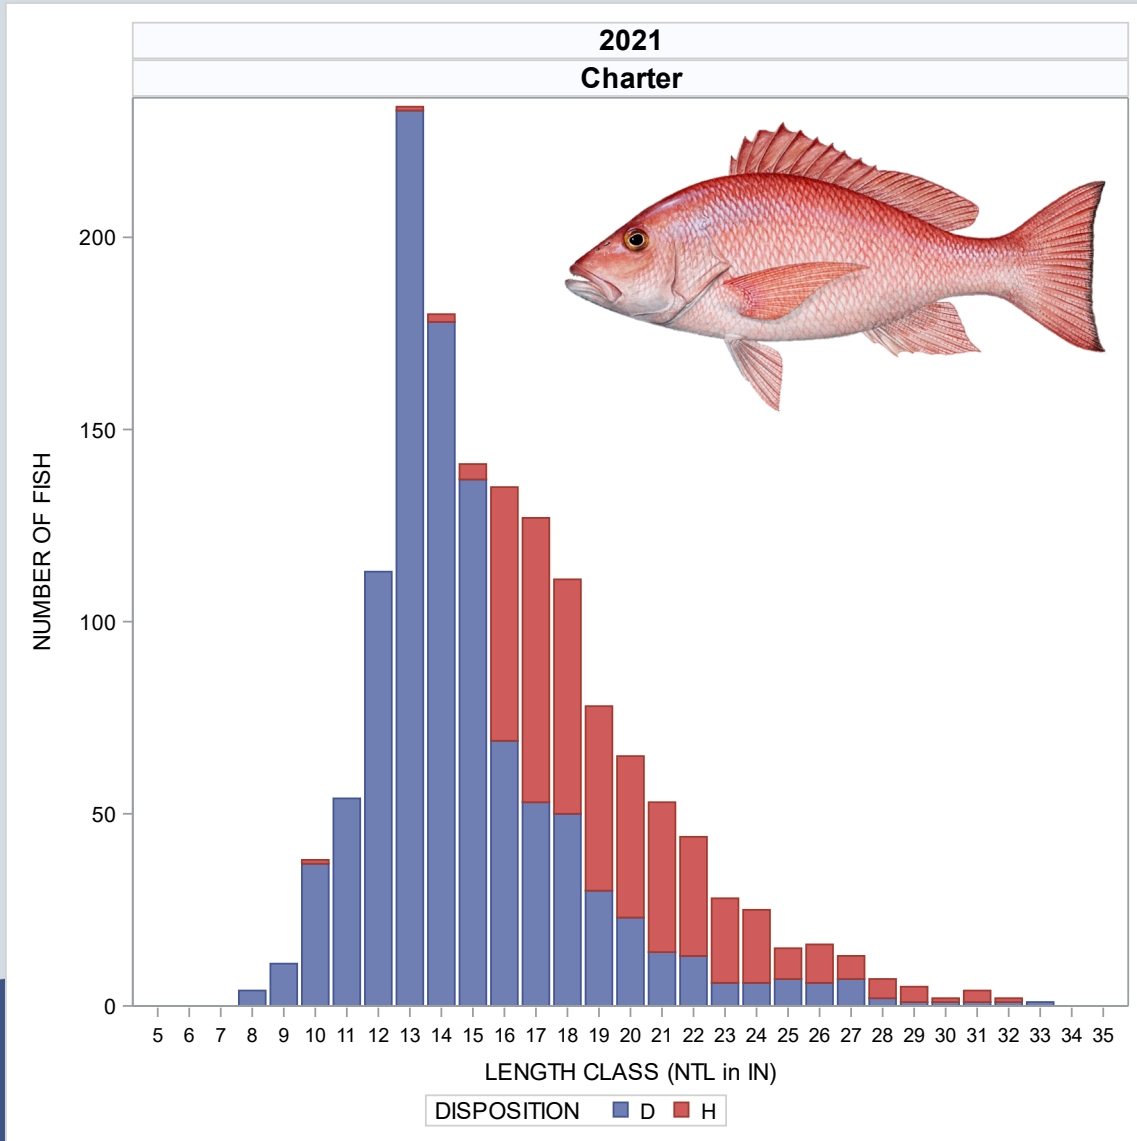 2021
Charter
NUMBER OF FISH
200
150
100
50
0
5 6 7 8 9 10 11 12 13 14 15 16 17 18 19 20 21 22 23 24 25 26 27 28 29 30 31 32 33 34 35
LENGTH CLASS (NTL in IN)
DISPOSITION D H